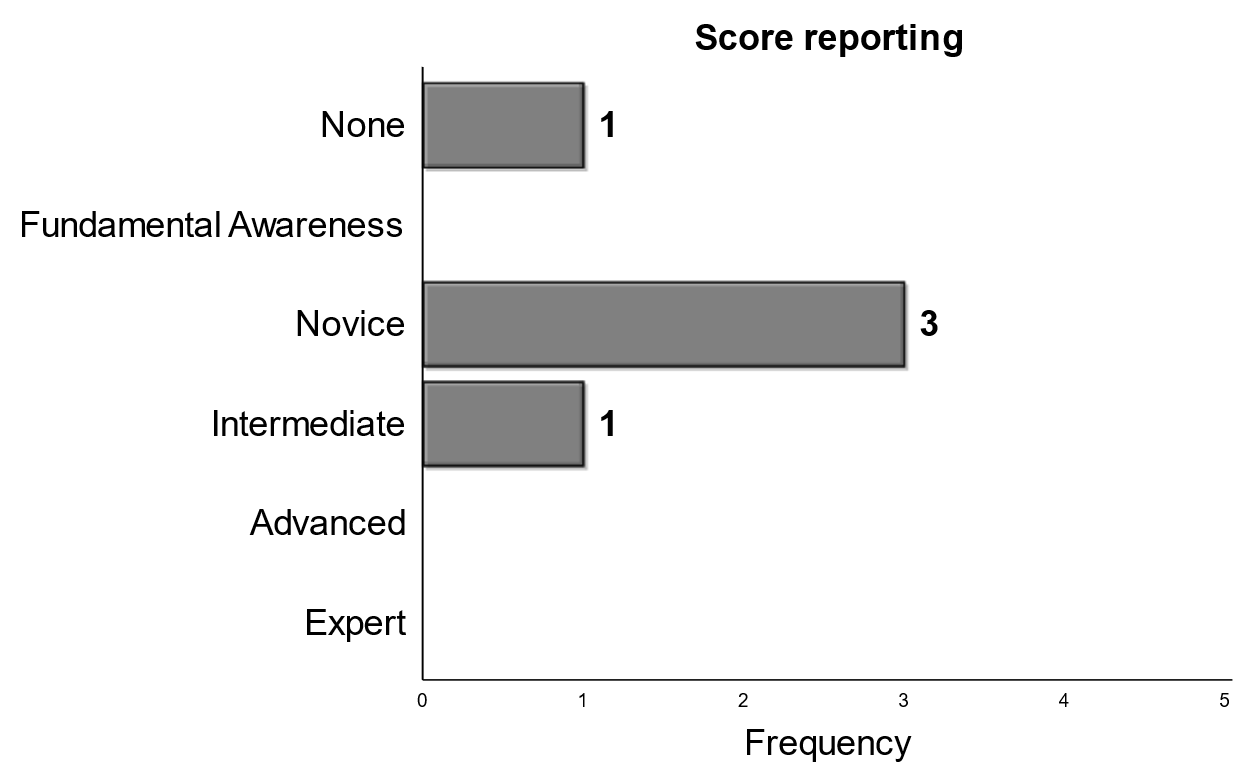 Score reporting
None
1
Fundamental Awareness
Novice
3
Intermediate
1
Advanced
Expert
0 1 2 3 4 5
Frequency